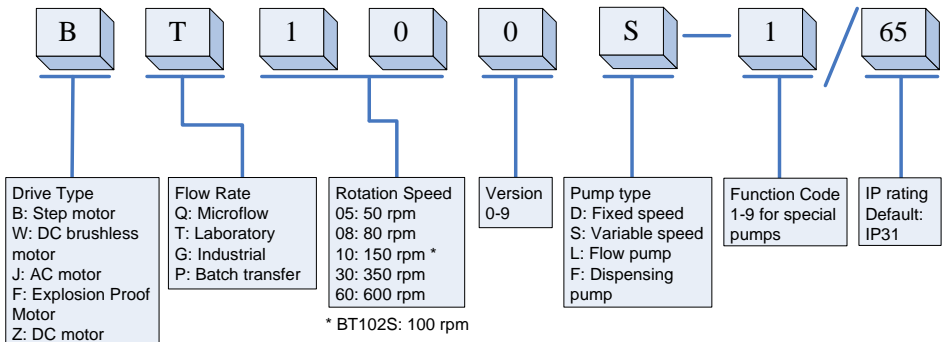 B T 1 0 0 S — 1 / 65
Drive Type
B: Step motor
W: DC brushless
motor
J: AC motor
F: Explosion Proof
Motor
Z: DC motor
Flow Rate
Q: Microflow
T: Laboratory
G: Industrial
P: Batch transfer
Rotation Speed
05: 50 rpm
08: 80 rpm
10: 150 rpm *
30: 350 rpm
60: 600 rpm
* BT102S: 100 rpm
Version
0-9
Pump type
D: Fixed speed
S: Variable speed
L: Flow pump
F: Dispensing
pump
Function Code
1-9 for special
pumps
IP rating
Default:
IP31